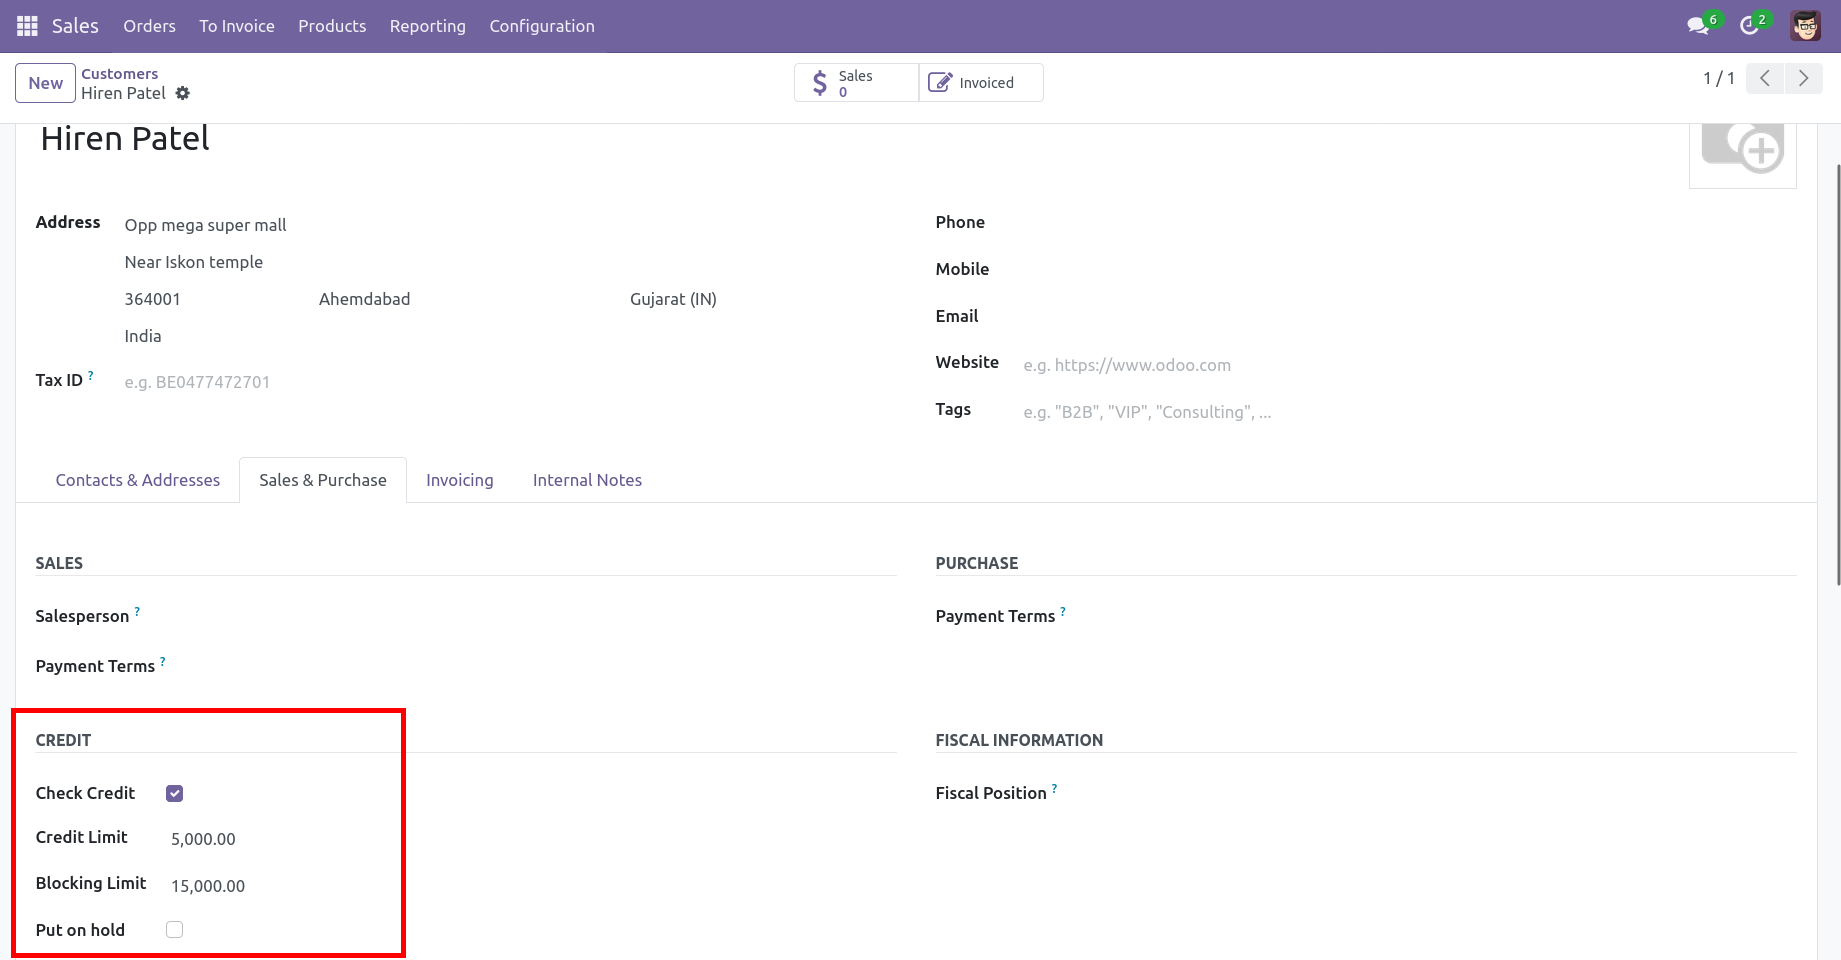 Sales Orders To Invoice Products Reporting Configuration 6 2
New Customers
Hiren Patel
Sales
0
Invoiced
1 / 1
Hiren Patel
Address Opp mega super mall
Near Iskon temple
364001 Ahemdabad Gujarat (IN)
India
Tax ID ? e.g. BE0477472701
Phone
Mobile
Email
Website e.g. https://www.odoo.com
Tags e.g. "B2B", "VIP", "Consulting", ...
Contacts & Addresses Sales & Purchase Invoicing Internal Notes
SALES
Salesperson ?
Payment Terms ?
PURCHASE
Payment Terms ?
CREDIT
Check Credit
Credit Limit 5,000.00
Blocking Limit 15,000.00
Put on hold
FISCAL INFORMATION
Fiscal Position ?